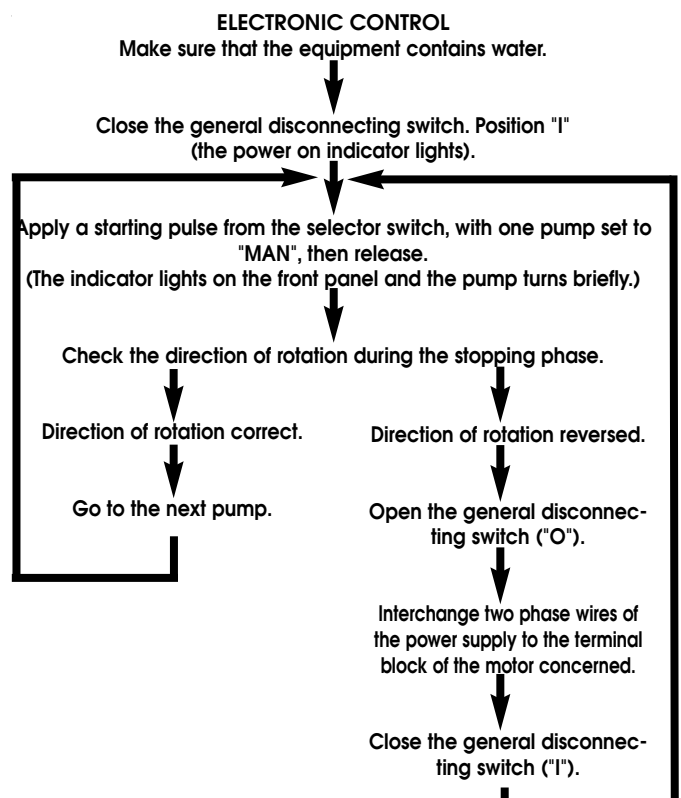 ELECTRONIC CONTROL
Make sure that the equipment contains water.
Close the general disconnecting switch. Position "I"
(the power on indicator lights).
Apply a starting pulse from the selector switch, with one pump set to
"MAN", then release.
(The indicator lights on the front panel and the pump turns briefly.)
Check the direction of rotation during the stopping phase.
Direction of rotation correct.
Go to the next pump.
Direction of rotation reversed.
Open the general disconnec-
ting switch ("O").
Interchange two phase wires of
the power supply to the terminal
block of the motor concerned.
Close the general disconnec-
ting switch ("I").